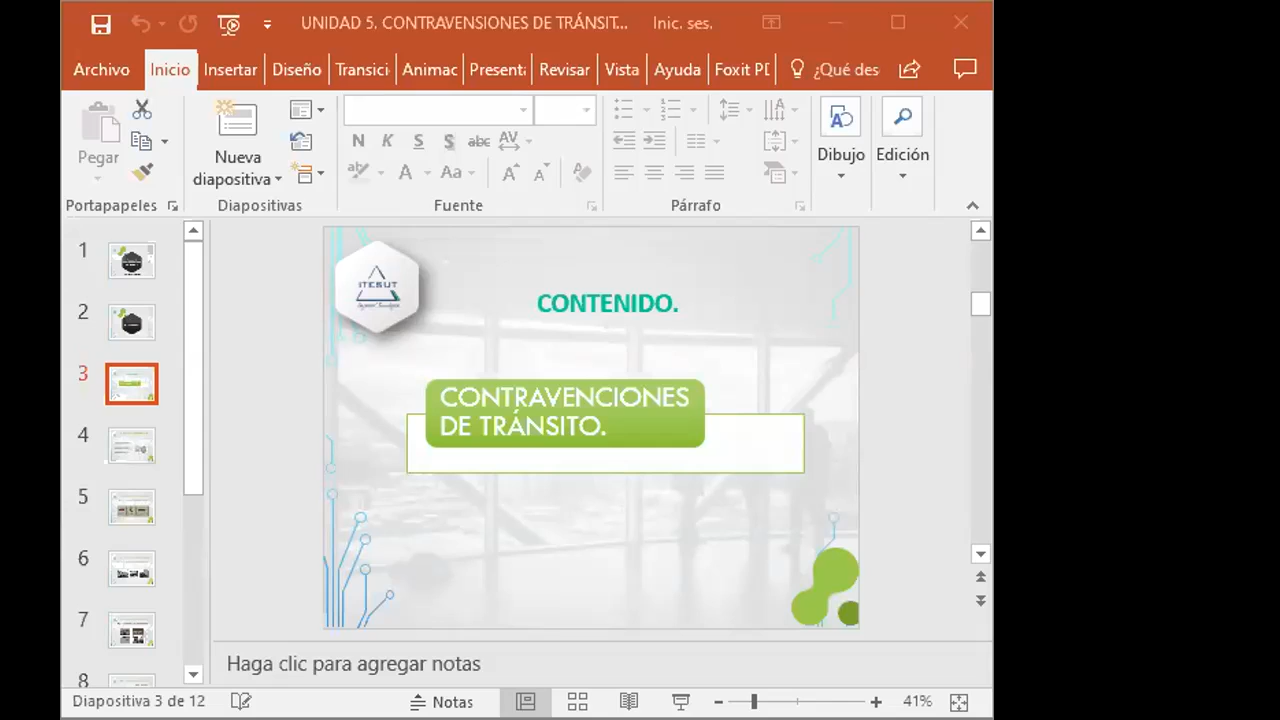 UNIDAD 5. CONTRAVENSIONES DE TRÁNSIT... Inic. ses.
Archivo Inicio Insertar Diseño Transici Animac Present Revisar Vista Ayuda Foxit PD ¿Qué des
Pegar
Nueva
diapositiva
N K S S abc AV
A Aa A A
Dibujo Edición
Portapapeles Diapositivas Fuente Párrafo
1
2
3
4
5
6
7
8
ITESUT
CONTENIDO.
CONTRAVENCIONES
DE TRÁNSITO.
Haga clic para agregar notas
Diapositiva 3 de 12 Notas 41%